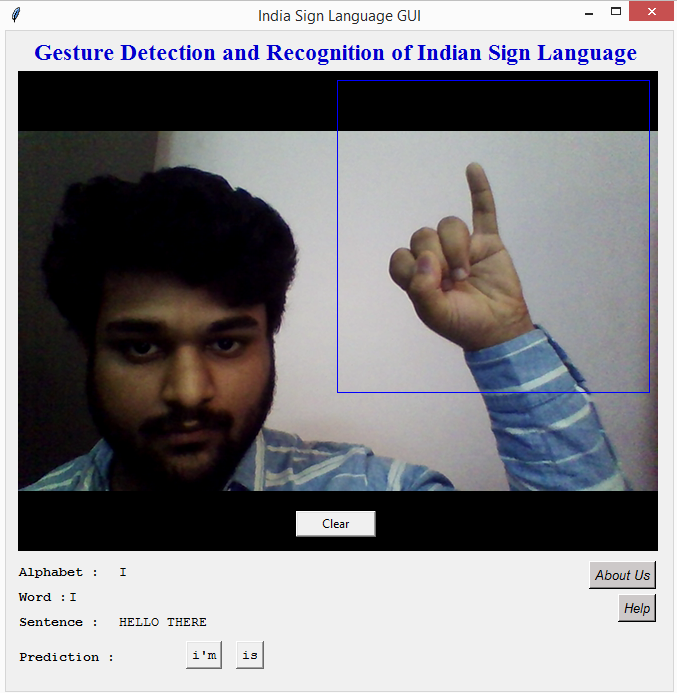 India Sign Language GUI
Gesture Detection and Recognition of Indian Sign Language
Clear
Alphabet : I
About Us
Word : I
Help
Sentence : HELLO THERE
Prediction : i'm is